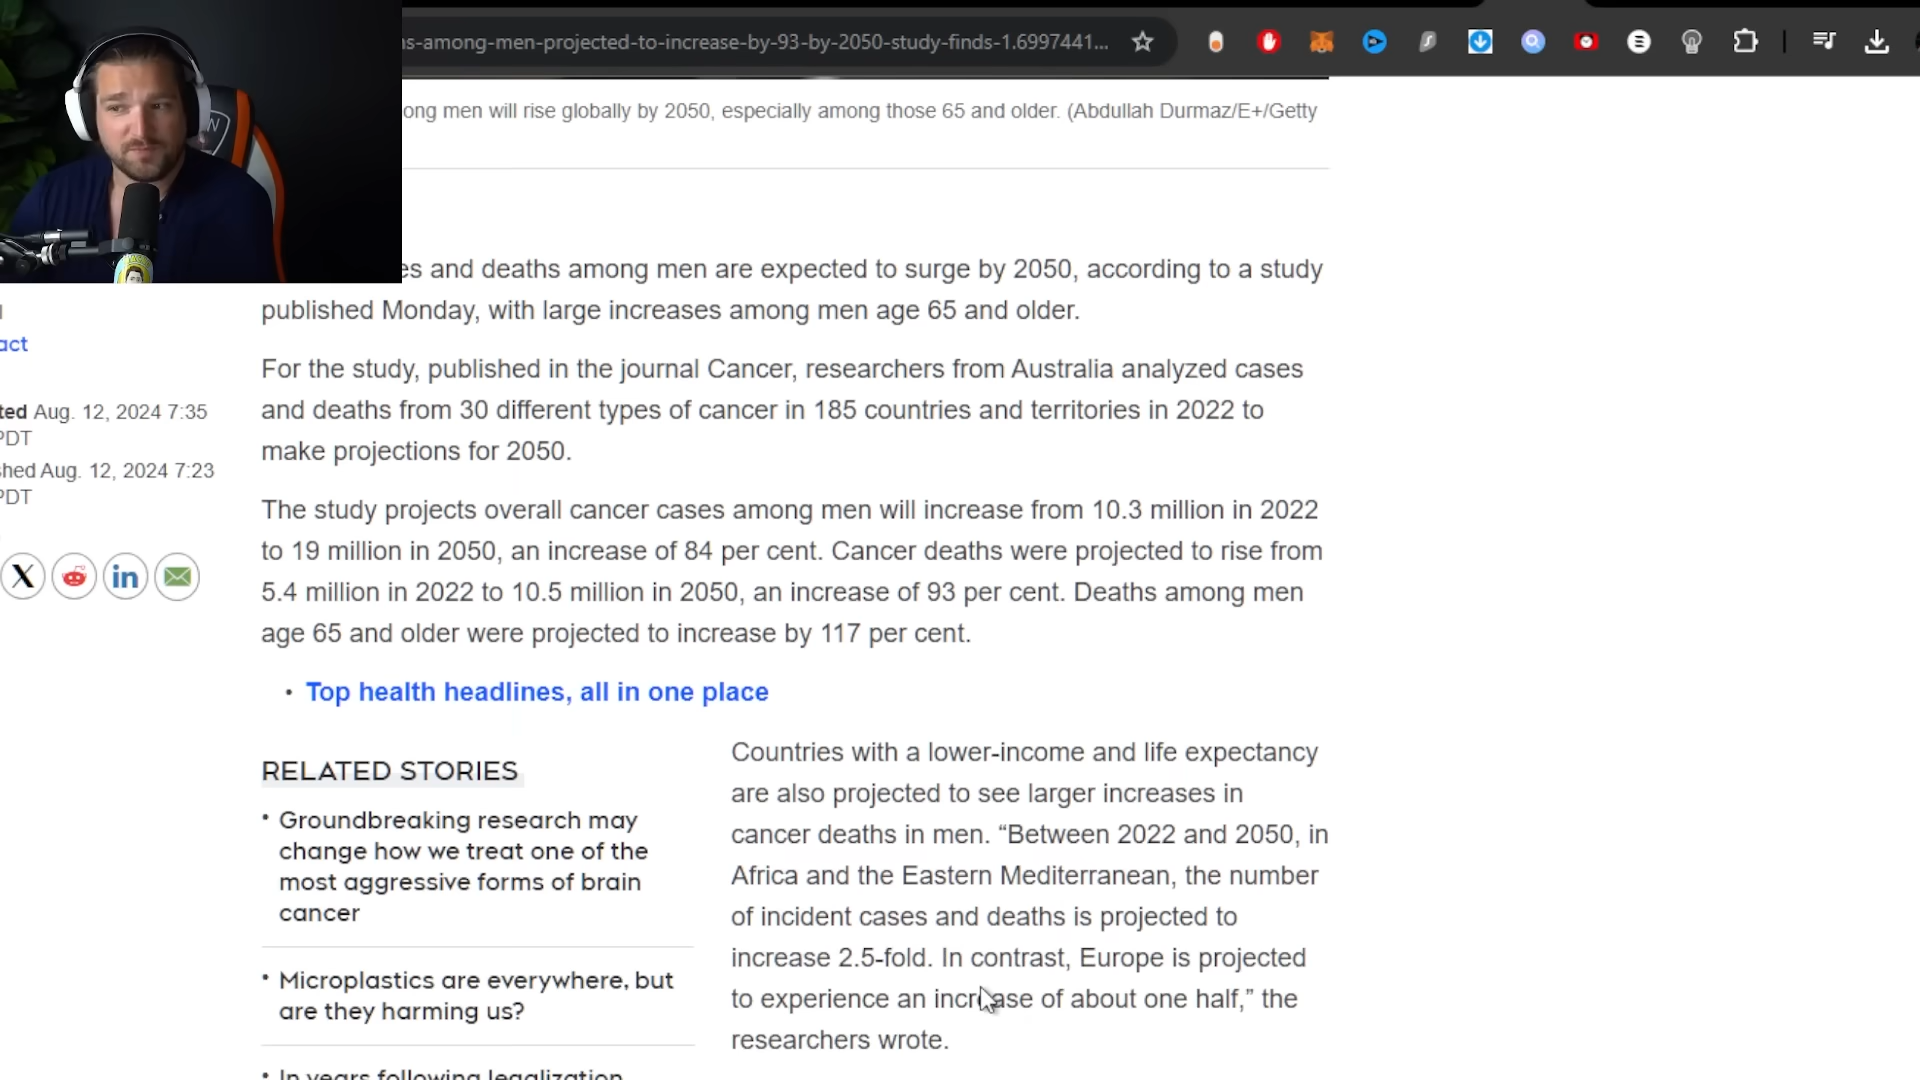 s-among-men-projected-to-increase-by-93-by-2050-study-finds-1.6997441...
ong men will rise globally by 2050, especially among those 65 and older. (Abdullah Durmaz/E+/Getty
es and deaths among men are expected to surge by 2050, according to a study
published Monday, with large increases among men age 65 and older.
act
ted Aug. 12, 2024 7:35
PDT
shed Aug. 12, 2024 7:23
PDT
For the study, published in the journal Cancer, researchers from Australia analyzed cases
and deaths from 30 different types of cancer in 185 countries and territories in 2022 to
make projections for 2050.
The study projects overall cancer cases among men will increase from 10.3 million in 2022
to 19 million in 2050, an increase of 84 per cent. Cancer deaths were projected to rise from
5.4 million in 2022 to 10.5 million in 2050, an increase of 93 per cent. Deaths among men
age 65 and older were projected to increase by 117 per cent.
• Top health headlines, all in one place
RELATED STORIES
• Groundbreaking research may
change how we treat one of the
most aggressive forms of brain
cancer
• Microplastics are everywhere, but
are they harming us?
• In years following legalization
Countries with a lower-income and life expectancy
are also projected to see larger increases in
cancer deaths in men. “Between 2022 and 2050, in
Africa and the Eastern Mediterranean, the number
of incident cases and deaths is projected to
increase 2.5-fold. In contrast, Europe is projected
to experience an increase of about one half,” the
researchers wrote.